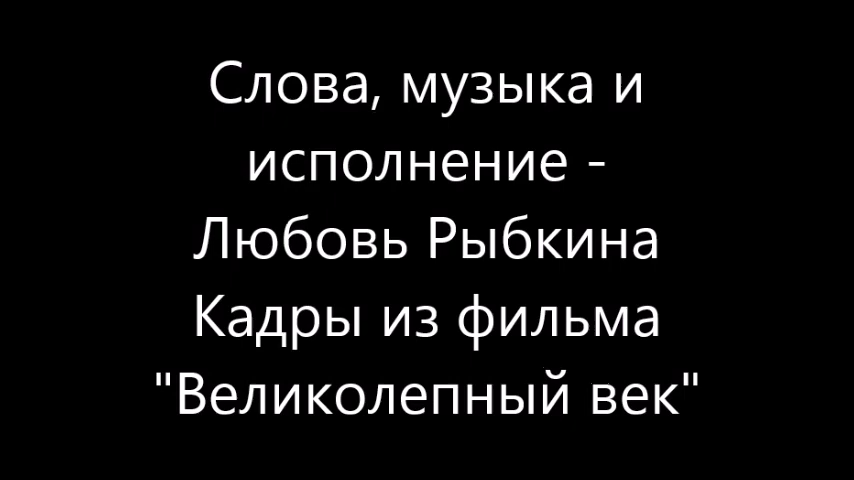 Слова, музыка и
исполнение -
Любовь Рыбкина
Кадры из фильма
"Великолепный век"